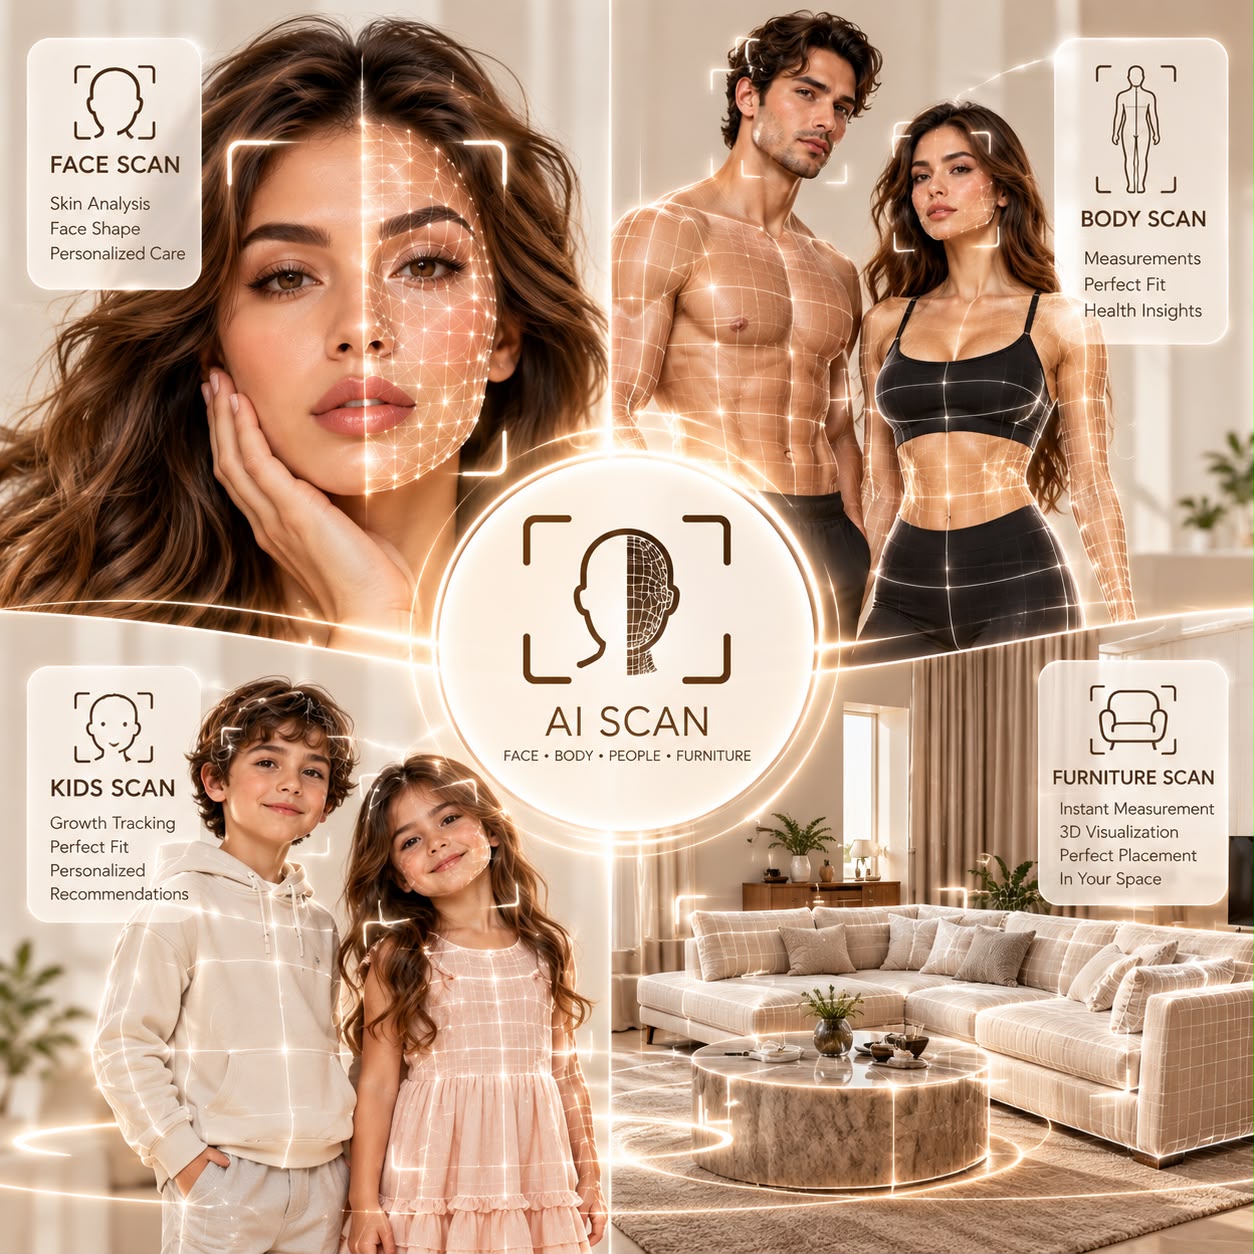 FACE SCAN
Skin Analysis
Face Shape
Personalized Care
BODY SCAN
Measurements
Perfect Fit
Health Insights
AI SCAN
FACE • BODY • PEOPLE • FURNITURE
KIDS SCAN
Growth Tracking
Perfect Fit
Personalized
Recommendations
FURNITURE SCAN
Instant Measurement
3D Visualization
Perfect Placement
In Your Space